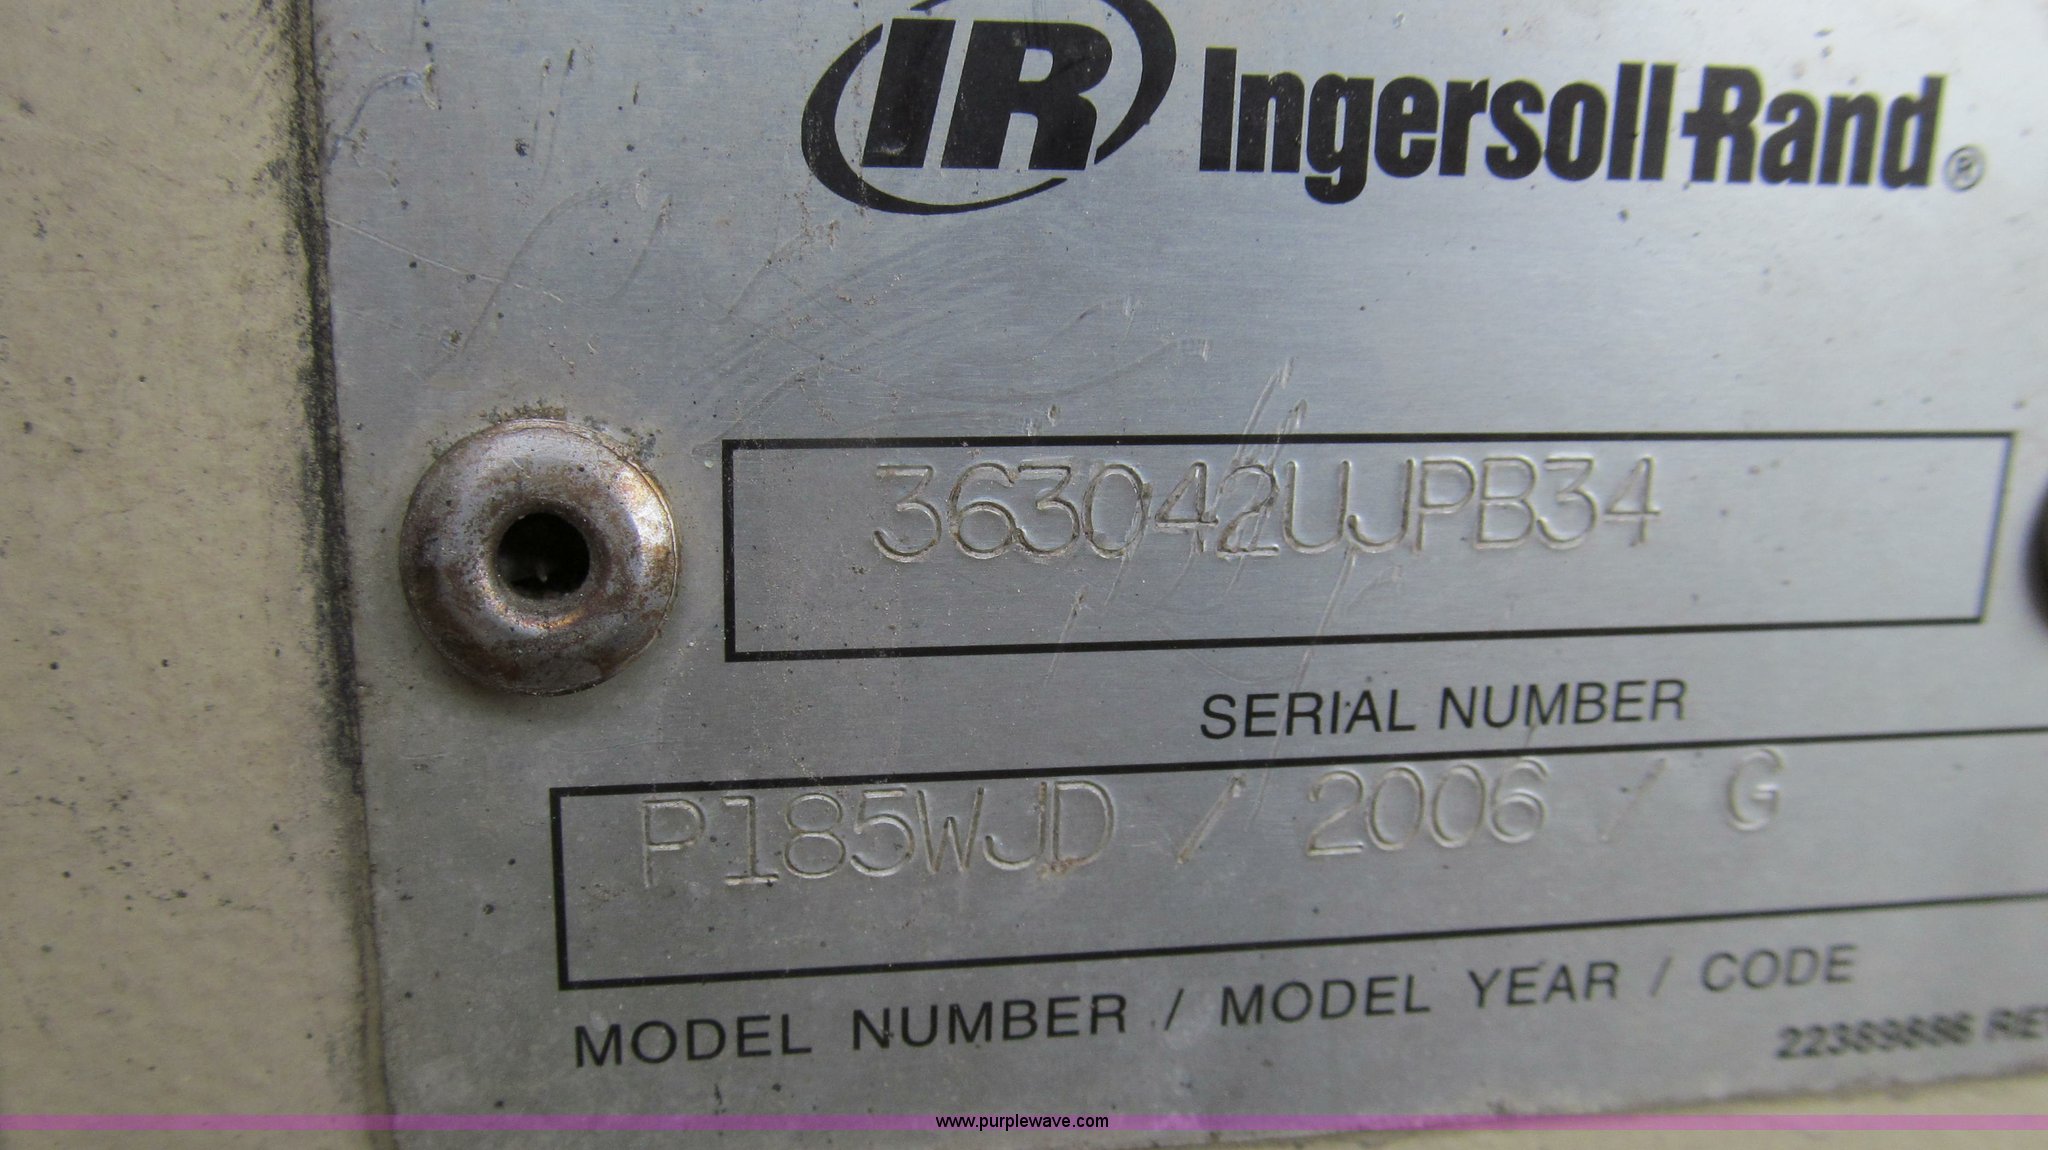 IR Ingersoll-Rand®
363042UJPB34
SERIAL NUMBER
P185WJD / 2006 / G
MODEL NUMBER / MODEL YEAR / CODE
www.purplewave.com